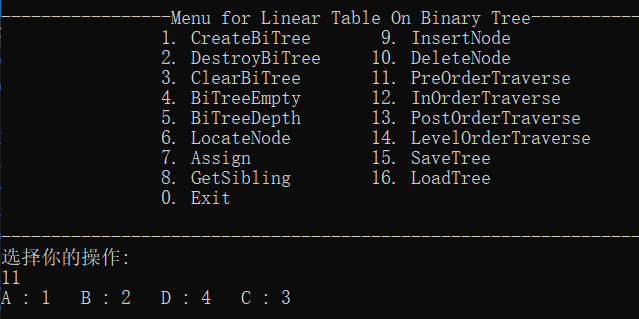 -----------------Menu for Linear Table On Binary Tree-----------
1. CreateBiTree 9. InsertNode
2. DestroyBiTree 10. DeleteNode
3. ClearBiTree 11. PreOrderTraverse
4. BiTreeEmpty 12. InOrderTraverse
5. BiTreeDepth 13. PostOrderTraverse
6. LocateNode 14. LevelOrderTraverse
7. Assign 15. SaveTree
8. GetSibling 16. LoadTree
0. Exit
----------------------------------------------------------------
选择你的操作:
11
A : 1 B : 2 D : 4 C : 3